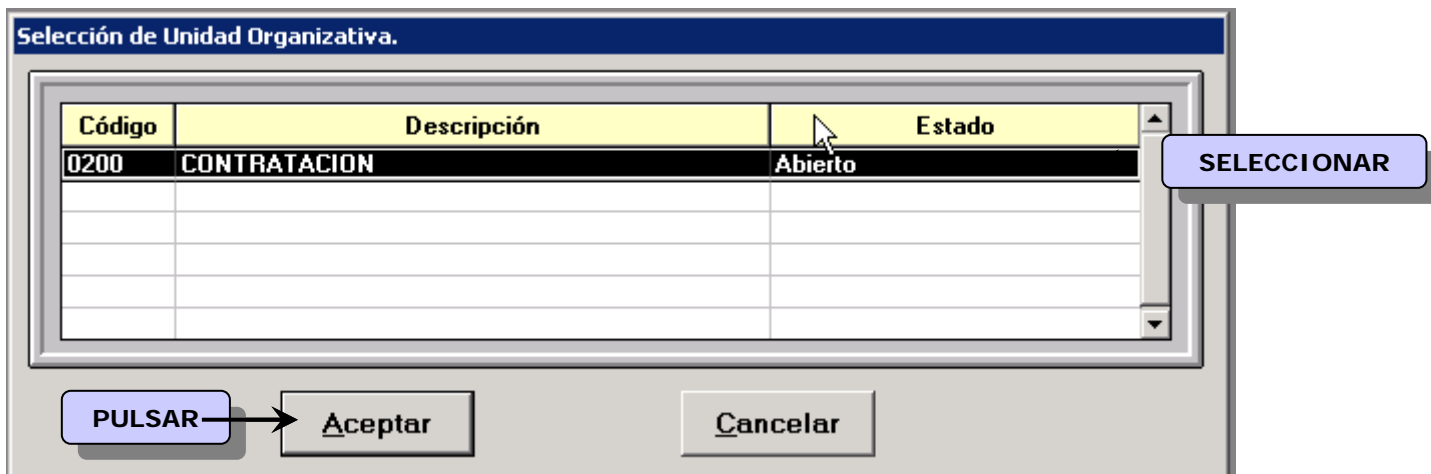 Selección de Unidad Organizativa.
Código Descripción Estado
0200 CONTRATACION Abierto
SELECCIONAR
PULSAR Aceptar Cancelar